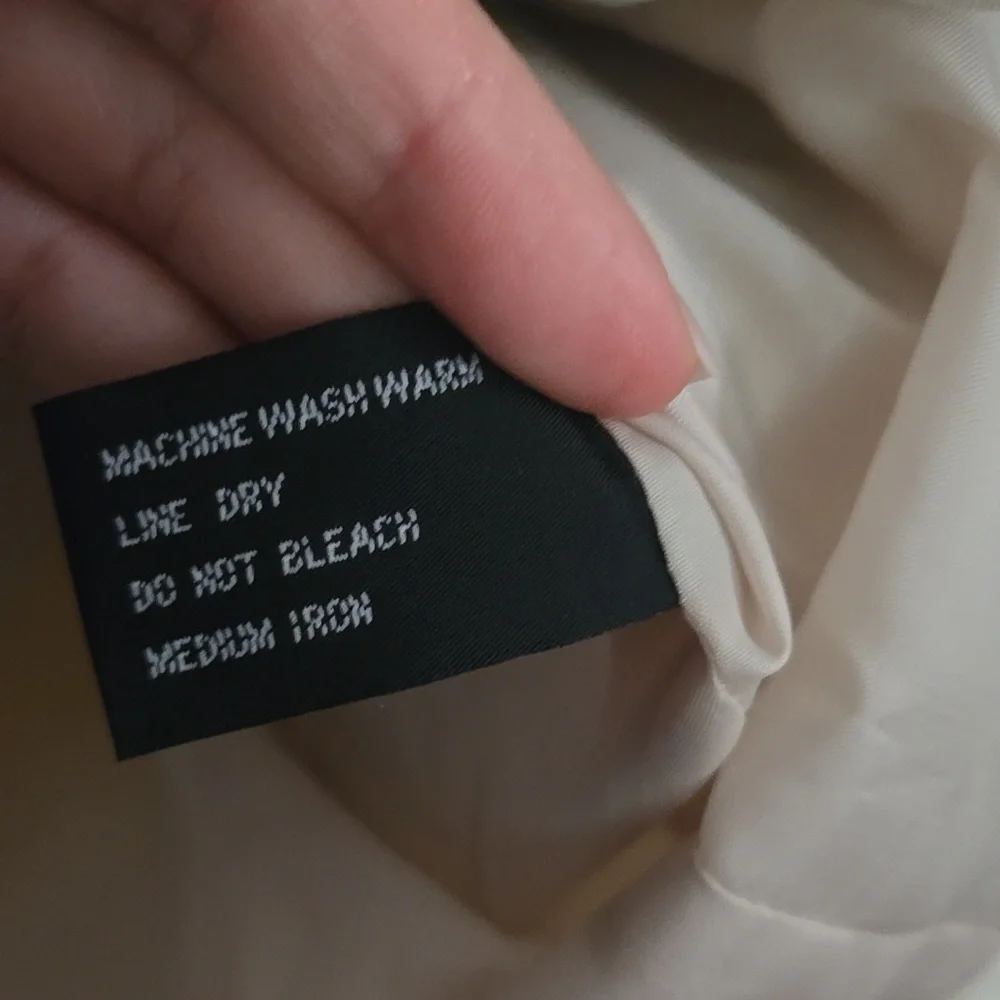 MACHINE WASH WARM
LINE DRY
DO NOT BLEACH
MEDIUM IRON